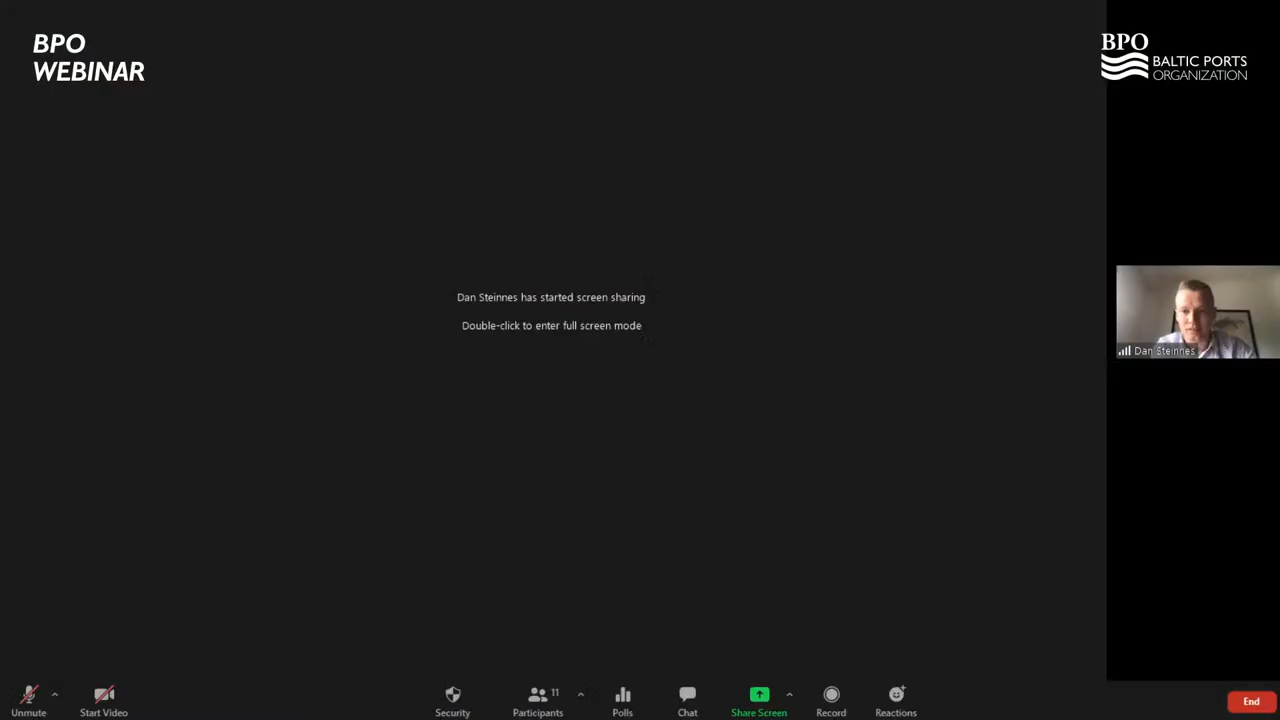 BPO
WEBINAR
BPO
BALTIC PORTS
ORGANIZATION
Dan Steinnes has started screen sharing
Double-click to enter full screen mode
Dan Steinnes
Unmute
Start Video
Security
11
Participants
Polls
Chat
Share Screen
Record
Reactions
End